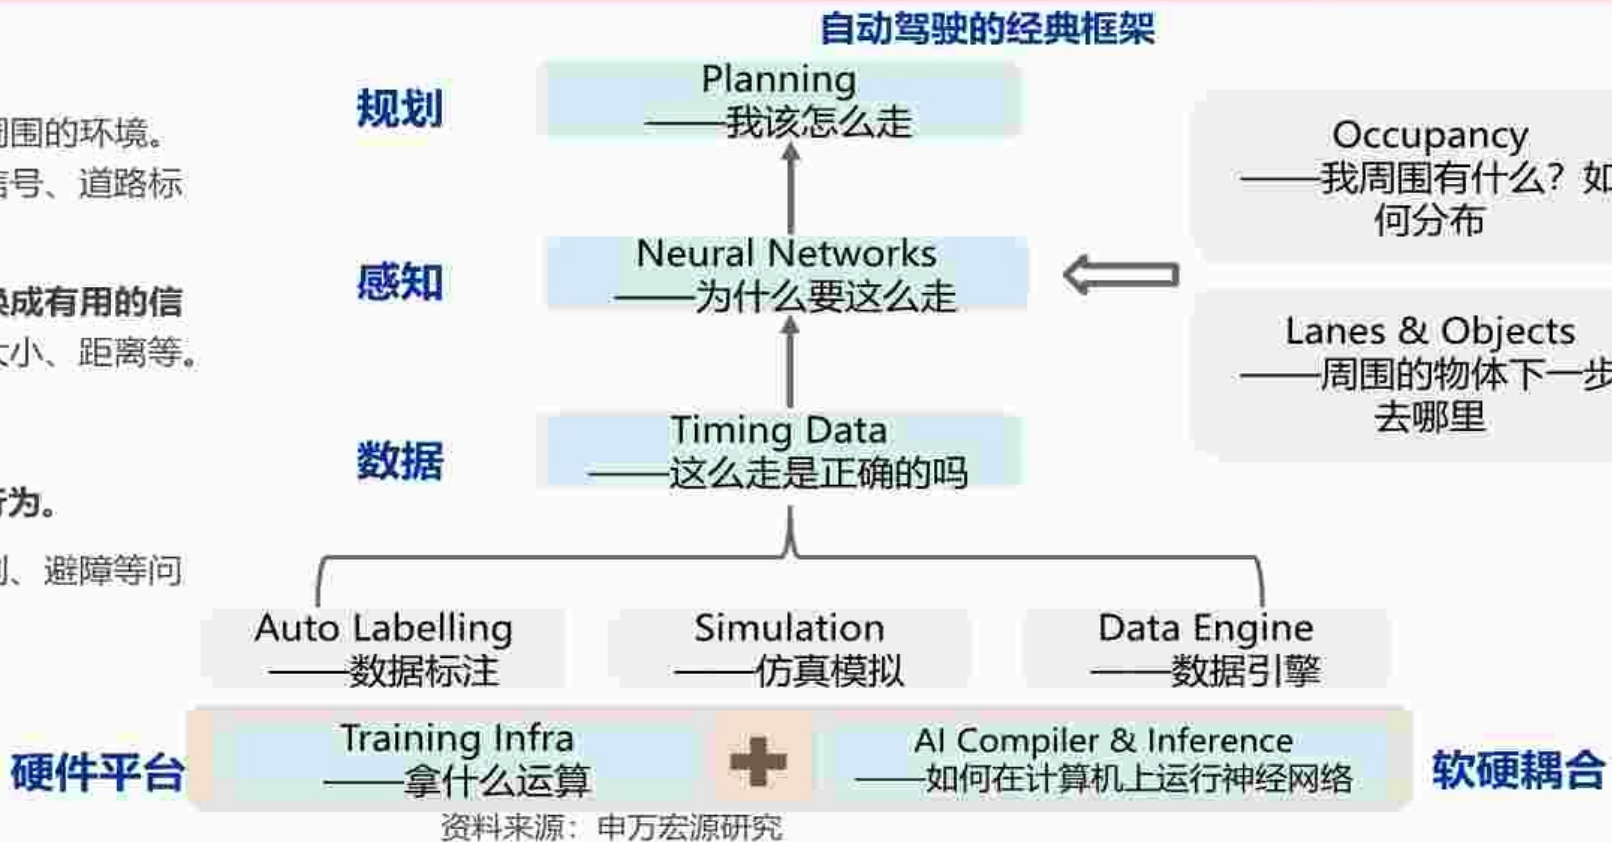 自动驾驶的经典框架
规划
Planning
——我该怎么走
围的环境。
号、道路标
Occupancy
——我周围有什么？如
何分布
感知
Neural Networks
——为什么要这么走
成有用的信
小、距离等。
Lanes & Objects
——周围的物体下一步
去哪里
数据
Timing Data
——这么走是正确的吗
为。
、避障等问
Auto Labelling
——数据标注
Simulation
——仿真模拟
Data Engine
——数据引擎
硬件平台
Training Infra
——拿什么运算
AI Compiler & Inference
——如何在计算机上运行神经网络
软硬耦合
资料来源：申万宏源研究